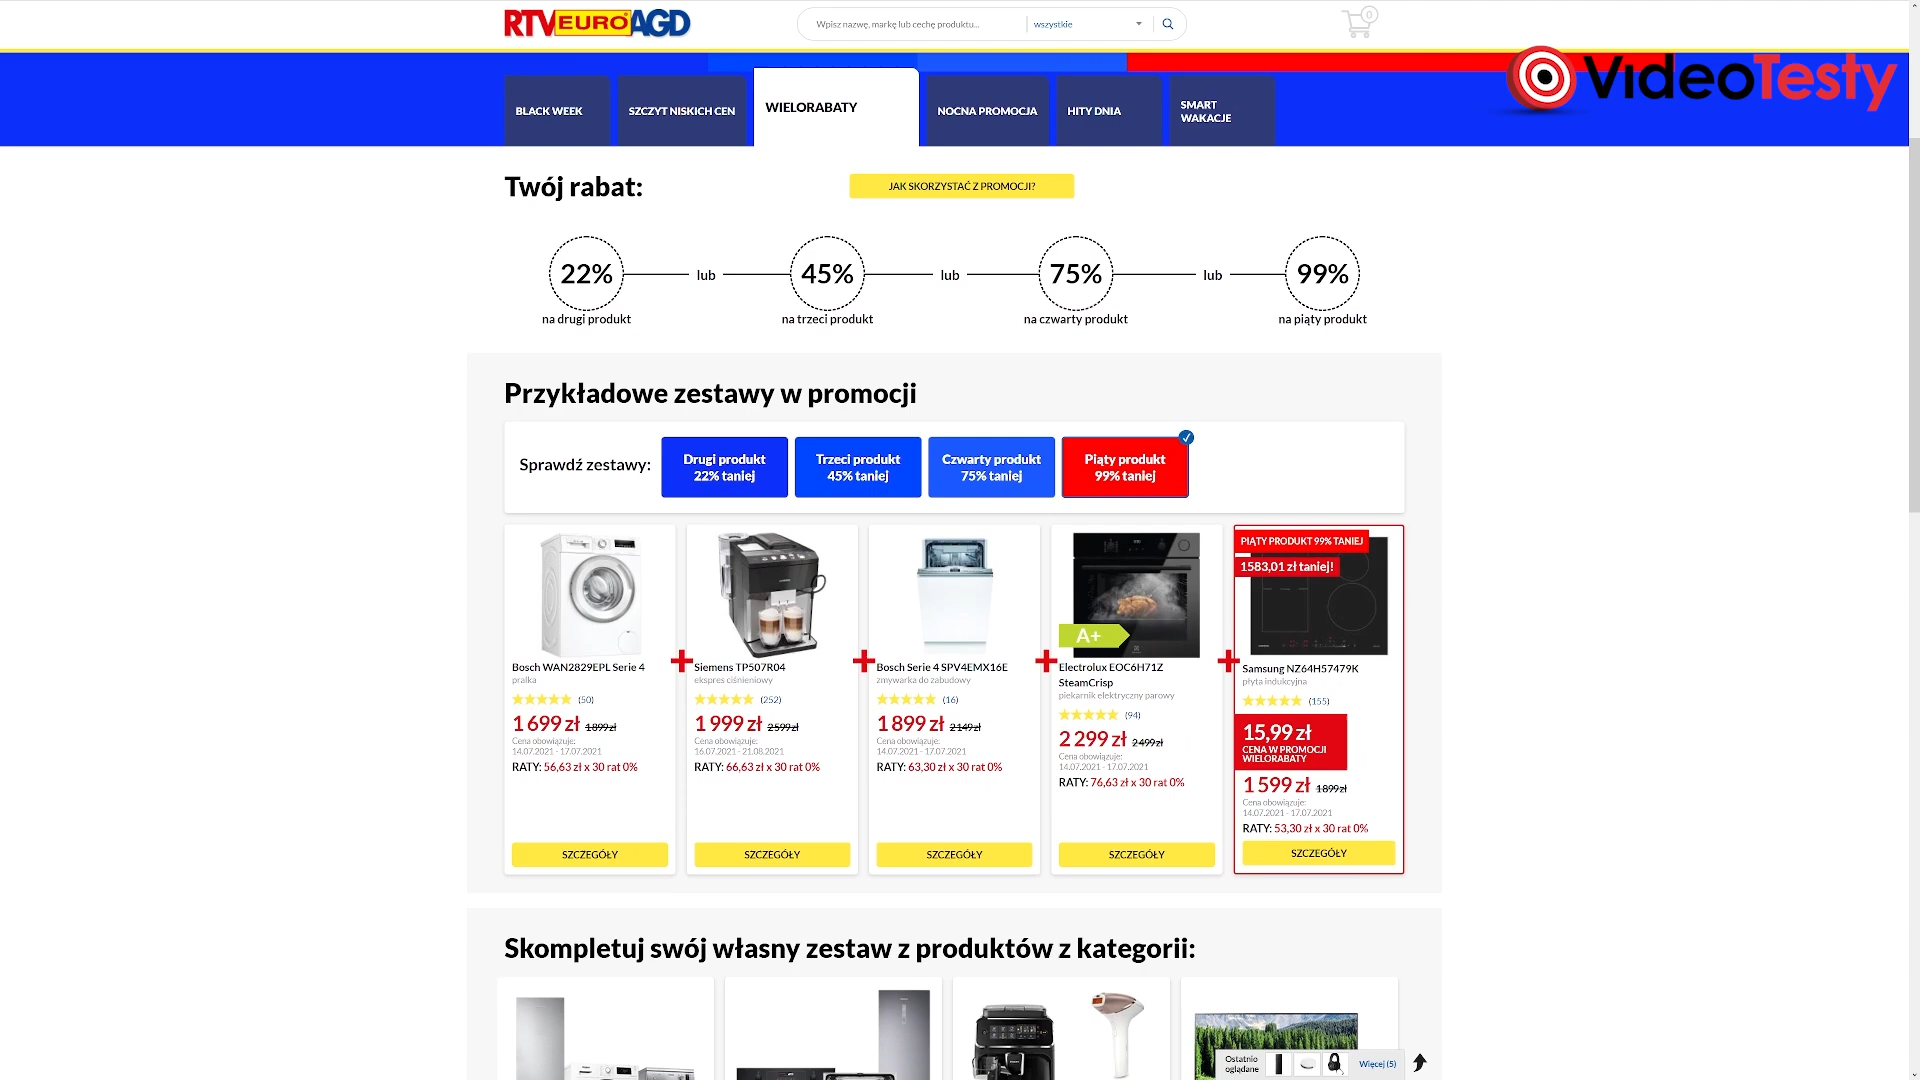 RTV EURO AGD
Wpisz nazwę, markę lub cechę produktu...
wszystkie
0
VideoTesty
BLACK WEEK
SZCZYT NISKICH CEN
WIELORABATY
NOCNA PROMOCJA
HITY DNIA
SMART
WAKACJE
Twój rabat:
JAK SKORZYSTAĆ Z PROMOCJI?
22%
lub
45%
lub
75%
lub
99%
na drugi produkt
na trzeci produkt
na czwarty produkt
na piąty produkt
Przykładowe zestawy w promocji
Sprawdź zestawy:
Drugi produkt
22% taniej
Trzeci produkt
45% taniej
Czwarty produkt
75% taniej
Piąty produkt
99% taniej
Bosch WAN2829EPL Serie 4
pralka
(50)
1 699 zł 1 899 zł
Cena obowiązuje:
14.07.2021 - 17.07.2021
RATY: 56,63 zł x 30 rat 0%
SZCZEGÓŁY
Siemens TP507R04
ekspres ciśnieniowy
(252)
1 999 zł 2 599 zł
Cena obowiązuje:
16.07.2021 - 21.08.2021
RATY: 66,63 zł x 30 rat 0%
SZCZEGÓŁY
Bosch Serie 4 SPV4EMX16E
zmywarka do zabudowy
(16)
1 899 zł 2 149 zł
Cena obowiązuje:
14.07.2021 - 17.07.2021
RATY: 63,30 zł x 30 rat 0%
SZCZEGÓŁY
A+
Electrolux EOC6H71Z
SteamCrisp
piekarnik elektryczny parowy
(94)
2 299 zł 2 499 zł
Cena obowiązuje:
14.07.2021 - 17.07.2021
RATY: 76,63 zł x 30 rat 0%
SZCZEGÓŁY
PIĄTY PRODUKT 99% TANIEJ
1583,01 zł taniej!
Samsung NZ64H57479K
płyta indukcyjna
(155)
15,99 zł
CENA W PROMOCJI
WIELORABATY
1 599 zł 1 899 zł
Cena obowiązuje:
14.07.2021 - 17.07.2021
RATY: 53,30 zł x 30 rat 0%
SZCZEGÓŁY
Skompletuj swój własny zestaw z produktów z kategorii:
Ostatnio
oglądane
Więcej (5)